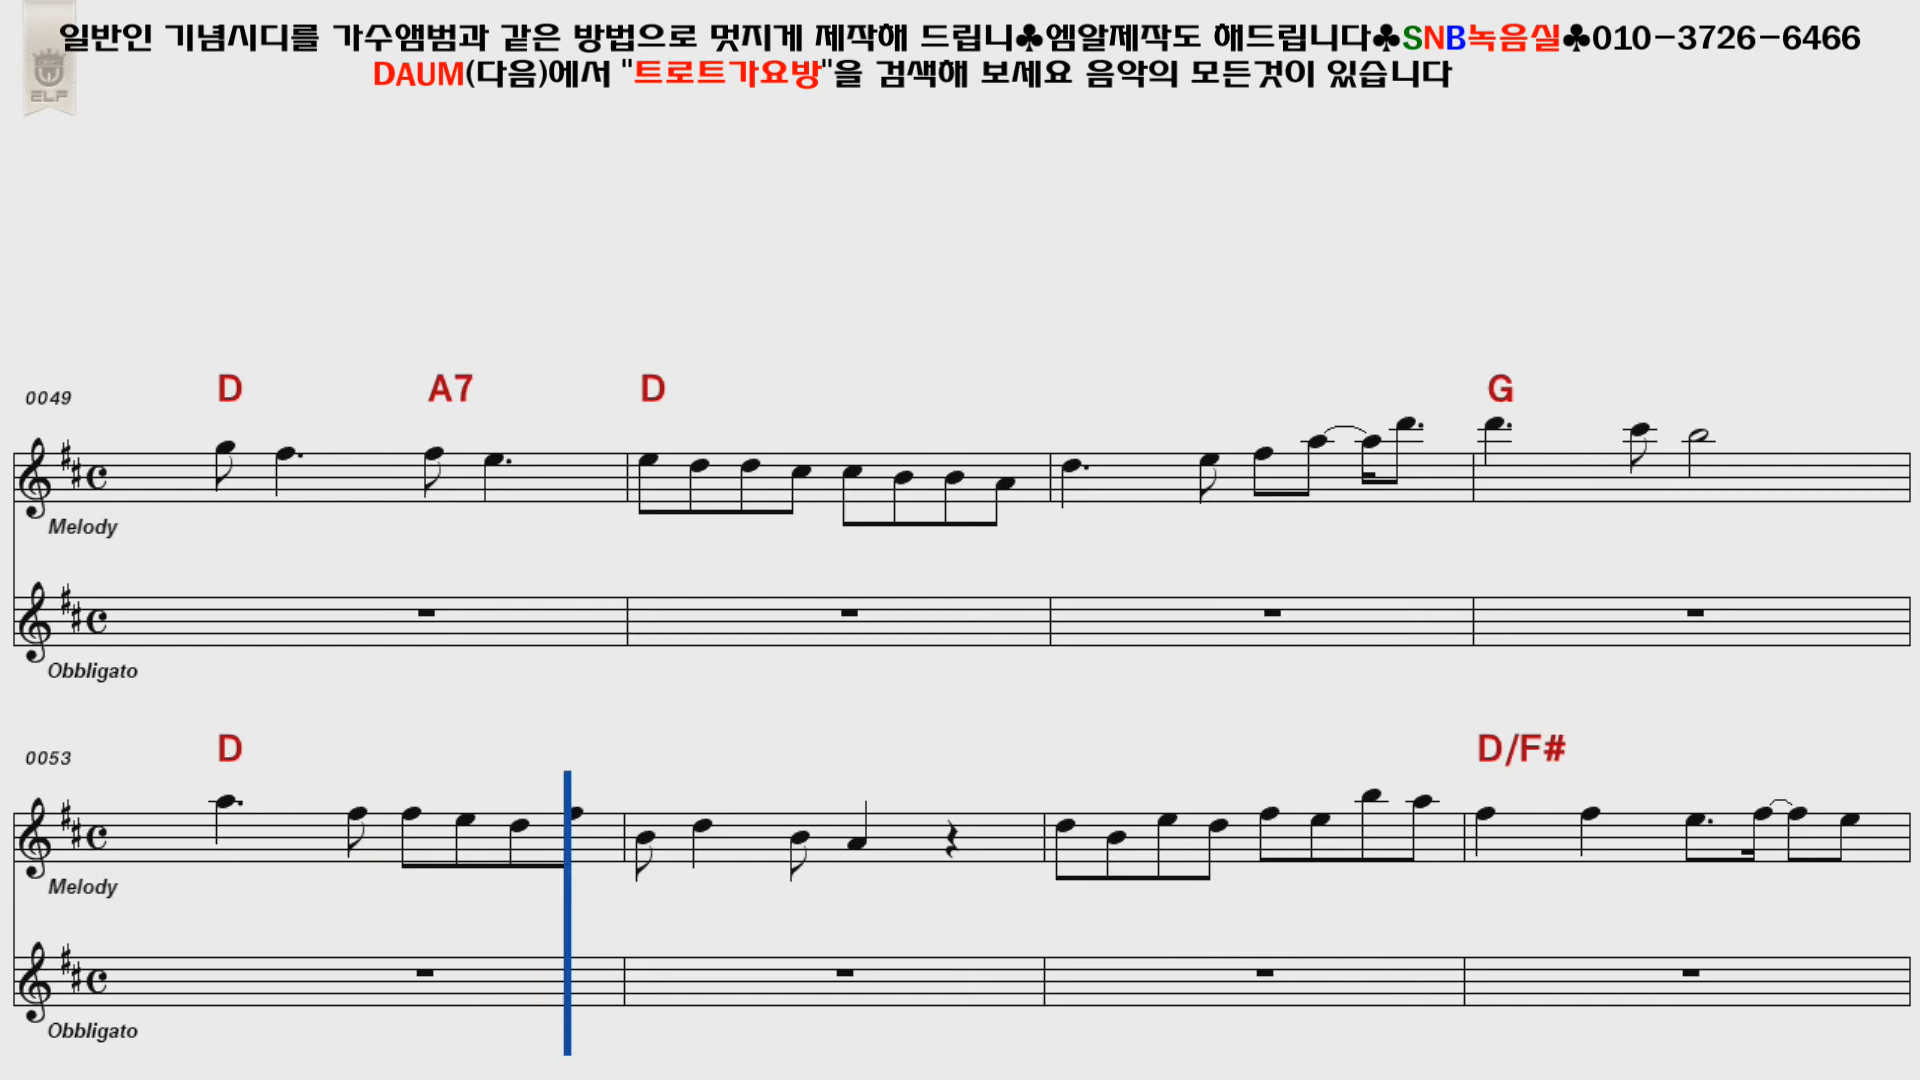 일반인 기념시디를 가수앰범과 같은 방법으로 멋지게 제작해 드립니♣엠알제작도 해드립니다♣SNB녹음실♣010-3726-6466
DAUM(다음)에서 "트로트가요방"을 검색해 보세요 음악의 모든것이 있습니다
ELF
0049 D A7 D G
Melody
Obbligato
0053 D D/F#
Melody
Obbligato